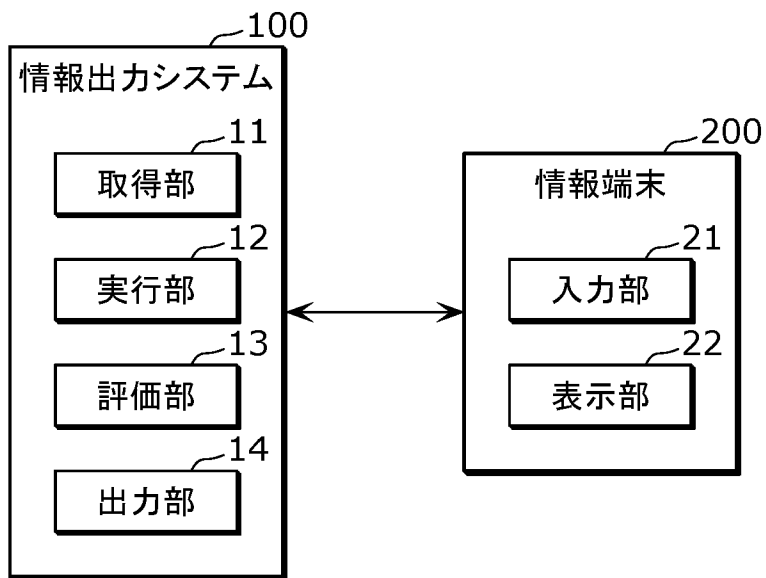 100
情報出力システム
11
取得部
12
実行部
13
評価部
14
出力部
200
情報端末
21
入力部
22
表示部